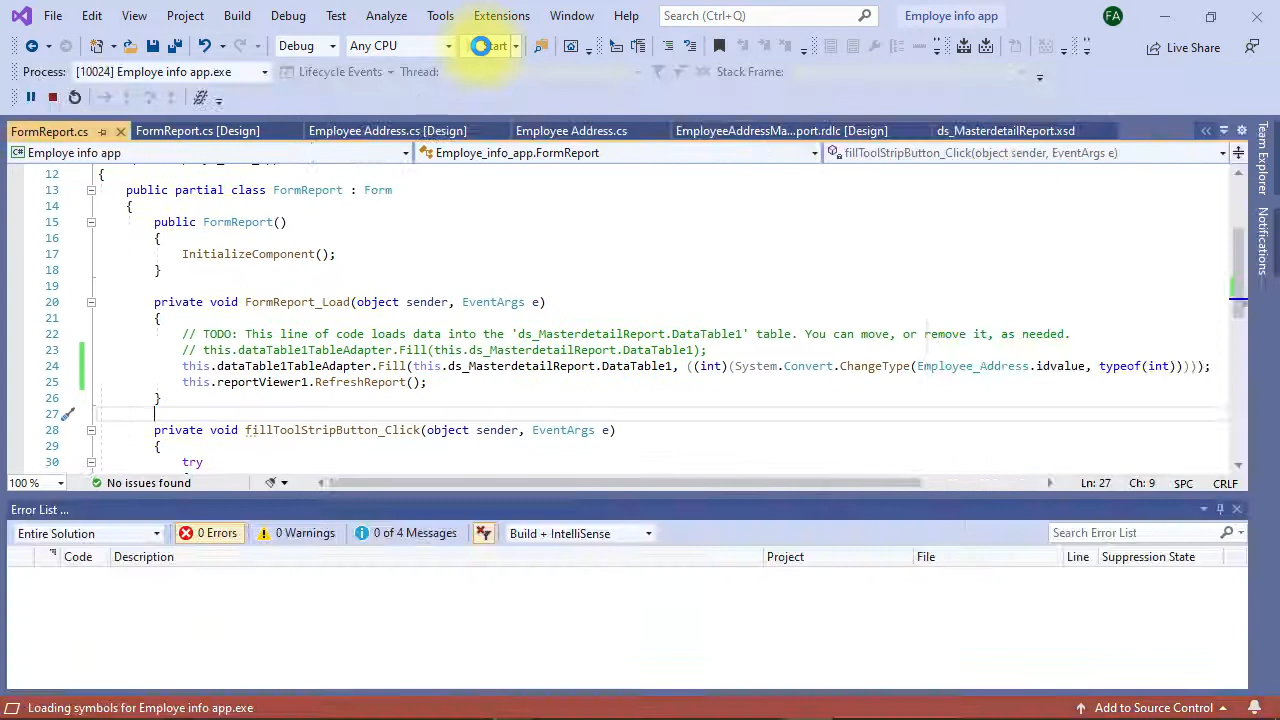 File Edit View Project Build Debug Test Analyze Tools Extensions Window Help Search (Ctrl+Q) Employe info app FA
Debug Any CPU Live Share
Process: [10024] Employe info app.exe Lifecycle Events Thread: Stack Frame:
FormReport.cs FormReport.cs [Design] Employee Address.cs [Design] Employee Address.cs EmployeeAddressMa...port.rdlc [Design] ds_MasterdetailReport.xsd
Employe info app Employe_info_app.FormReport fillToolStripButton_Click(object sender, EventArgs e)
12 {
13 public partial class FormReport : Form
14 {
15 public FormReport()
16 {
17 InitializeComponent();
18 }
19
20 private void FormReport_Load(object sender, EventArgs e)
21 {
22 // TODO: This line of code loads data into the 'ds_MasterdetailReport.DataTable1' table. You can move, or remove it, as needed.
23 // this.dataTable1TableAdapter.Fill(this.ds_MasterdetailReport.DataTable1);
24 this.dataTable1TableAdapter.Fill(this.ds_MasterdetailReport.DataTable1, ((int)(System.Convert.ChangeType(Employee_Address.idvalue, typeof(int)))));
25 this.reportViewer1.RefreshReport();
26 }
27
28 private void fillToolStripButton_Click(object sender, EventArgs e)
29 {
30 try
100 % No issues found Ln: 27 Ch: 9 SPC CRLF
Error List ...
Entire Solution 0 Errors 0 Warnings 0 of 4 Messages Build + IntelliSense Search Error List
Code Description Project File Line Suppression State
Loading symbols for Employe info app.exe Add to Source Control
Team Explorer
Notifications